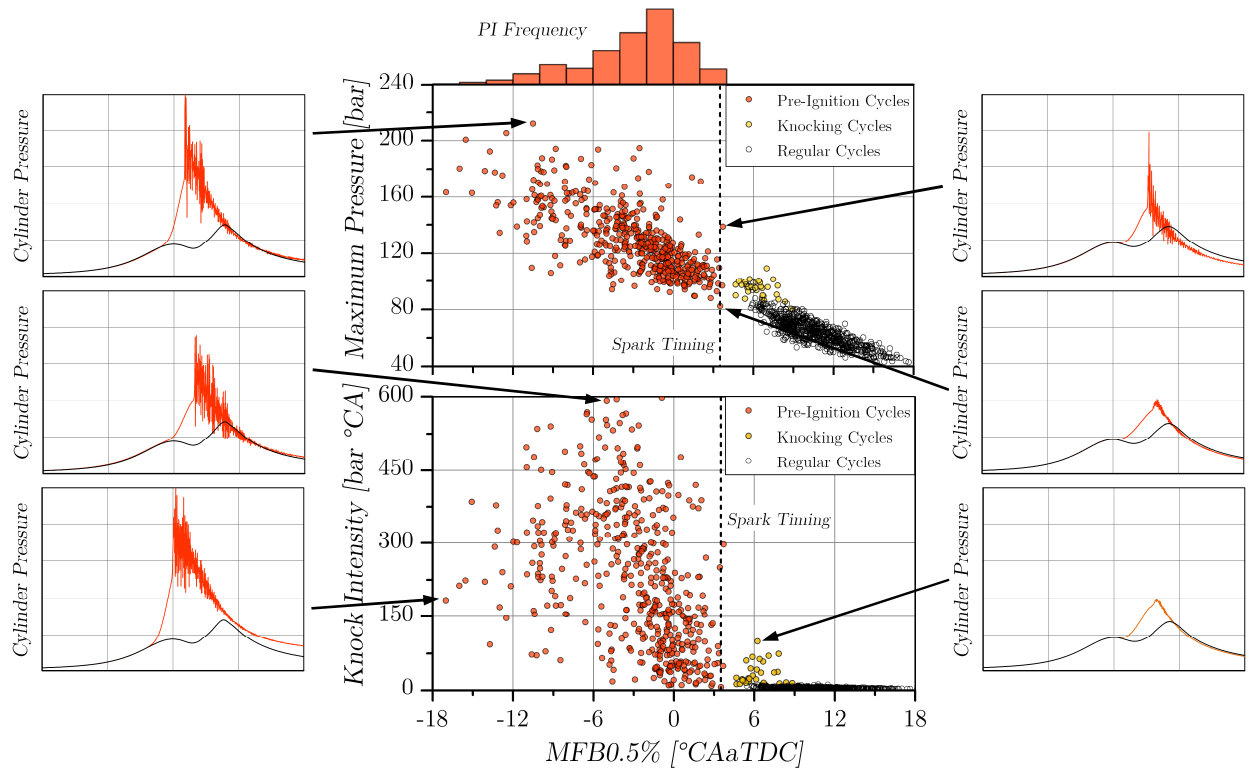 PI Frequency
Cylinder Pressure
Maximum Pressure [bar]
240
200
160
120
80
40
Pre-Ignition Cycles
Knocking Cycles
Regular Cycles
Spark Timing
Cylinder Pressure
Cylinder Pressure
Knock Intensity [bar °CA]
600
450
300
150
0
Pre-Ignition Cycles
Knocking Cycles
Regular Cycles
Spark Timing
Cylinder Pressure
Cylinder Pressure
Cylinder Pressure
-18 -12 -6 0 6 12 18
MFB0.5% [°CAaTDC]